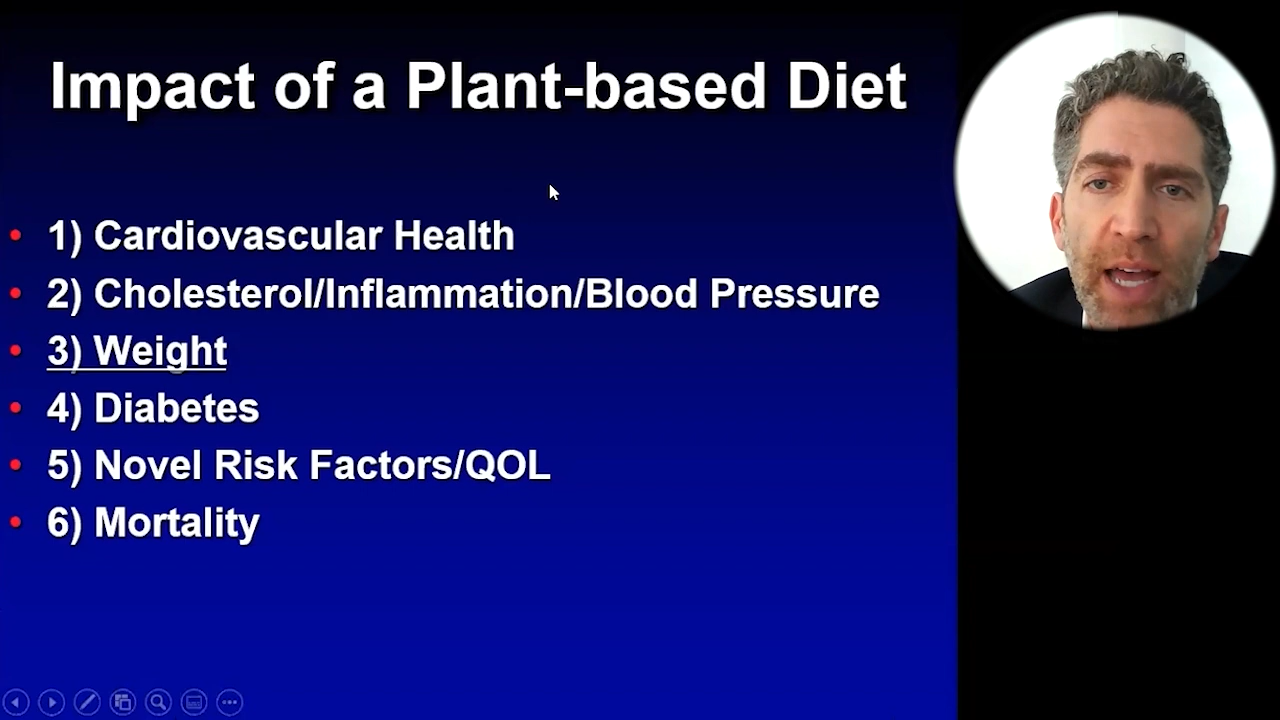 Impact of a Plant-based Diet
• 1) Cardiovascular Health
• 2) Cholesterol/Inflammation/Blood Pressure
• 3) Weight
• 4) Diabetes
• 5) Novel Risk Factors/QOL
• 6) Mortality